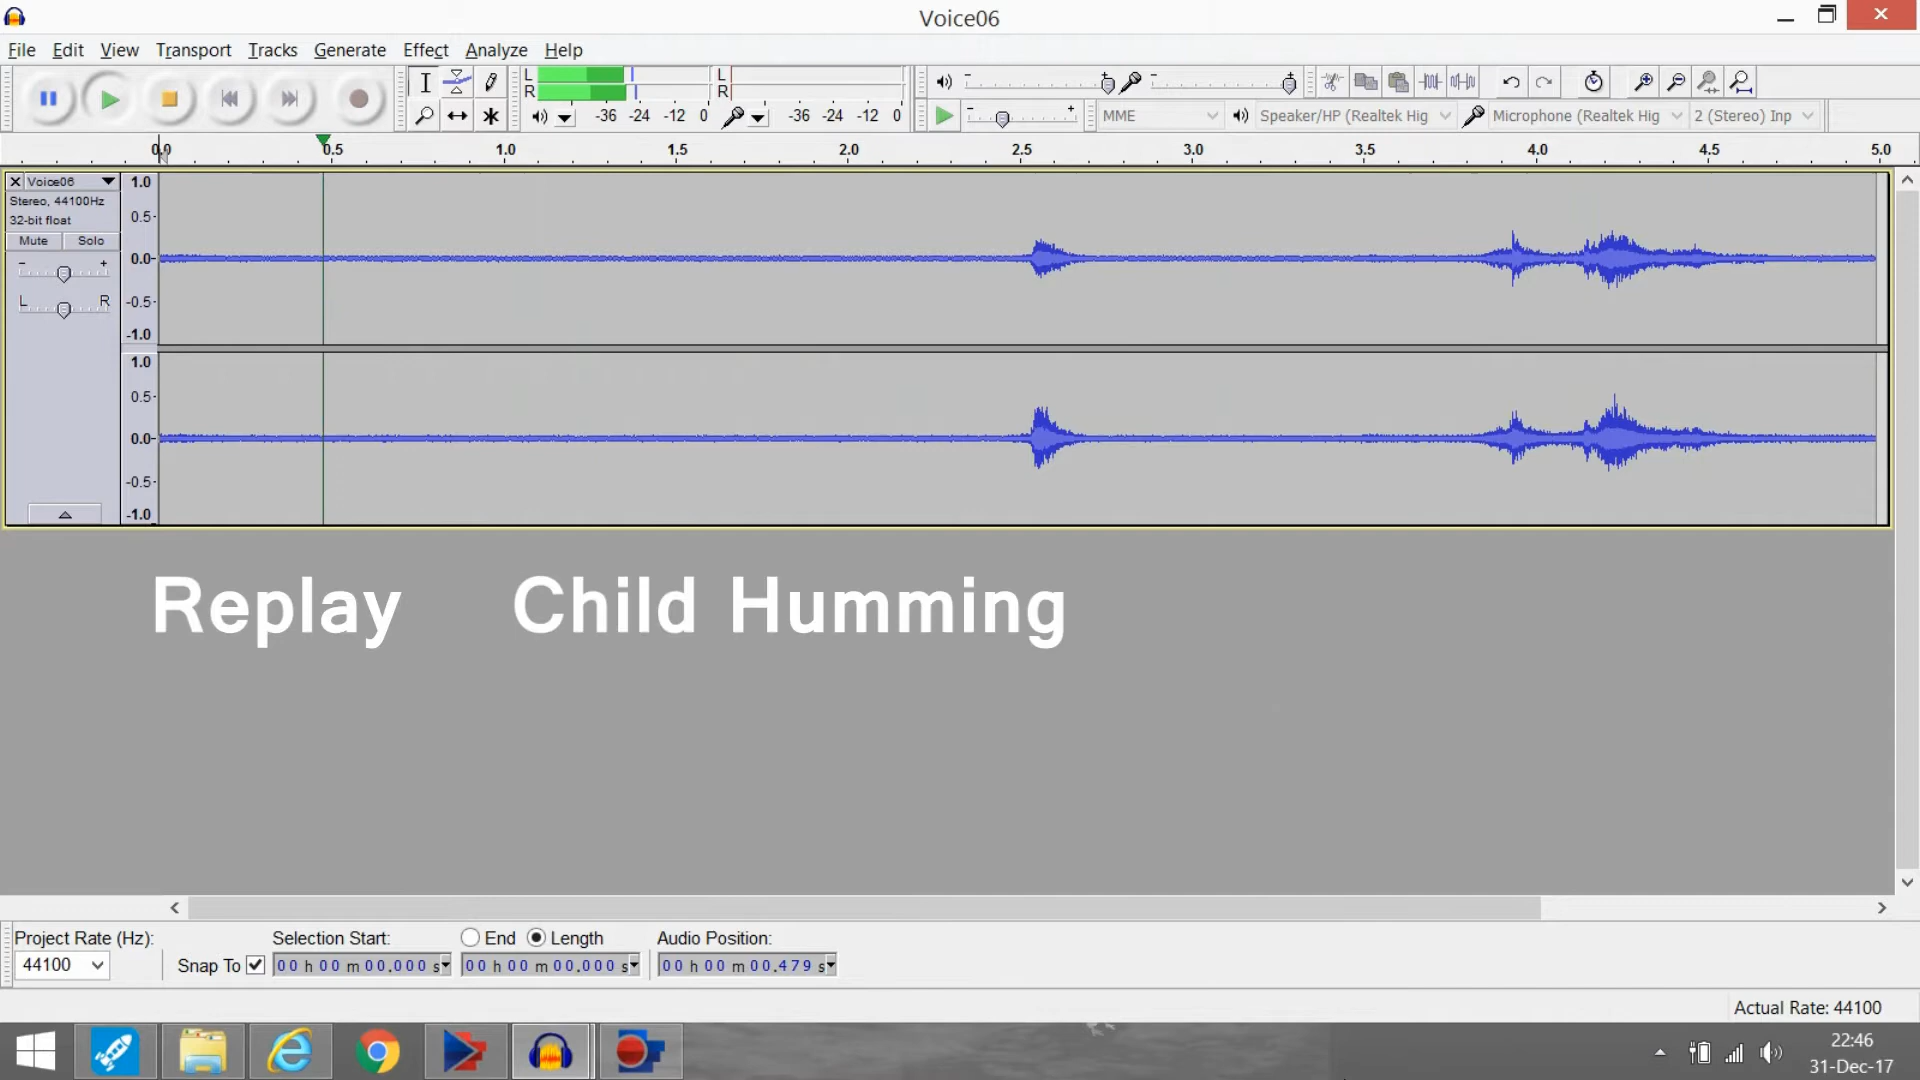 Voice06
File Edit View Transport Tracks Generate Effect Analyze Help
L L
R R
-36 -24 -12 0 -36 -24 -12 0
MME Speaker/HP (Realtek Hig Microphone (Realtek Hig 2 (Stereo) Inp
0.0 0.5 1.0 1.5 2.0 2.5 3.0 3.5 4.0 4.5 5.0
Voice06
Stereo, 44100Hz
32-bit float
Mute Solo
- +
L R
1.0
0.5
0.0
-0.5
-1.0
1.0
0.5
0.0
-0.5
-1.0
Replay Child Humming
Project Rate (Hz): Selection Start: End Length Audio Position:
44100 Snap To 00 h 00 m 00.000 s 00 h 00 m 00.000 s 00 h 00 m 00.479 s
Actual Rate: 44100
22:46
31-Dec-17